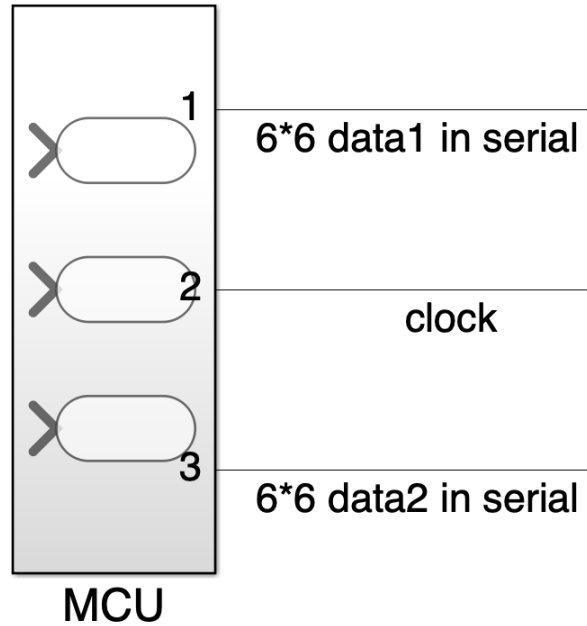 1
6*6 data1 in serial
2
clock
3
6*6 data2 in serial
MCU